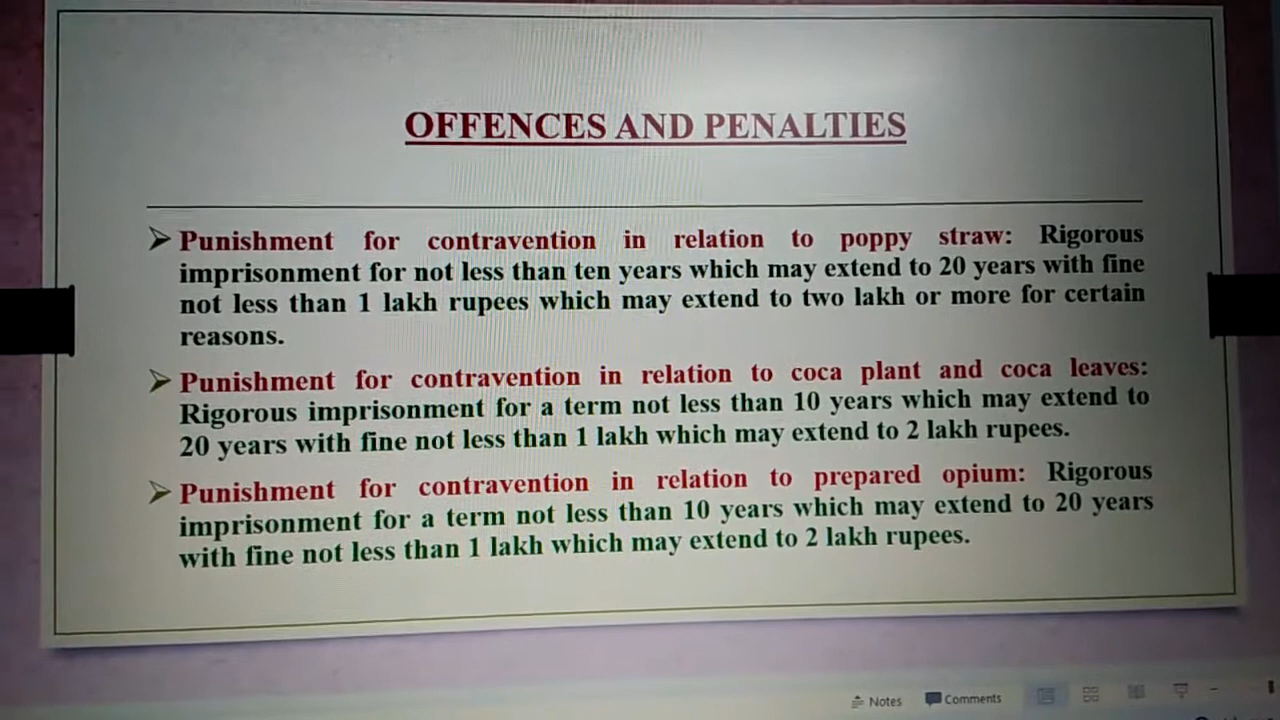 OFFENCES AND PENALTIES
Punishment for contravention in relation to poppy straw: Rigorous
imprisonment for not less than ten years which may extend to 20 years with fine
not less than 1 lakh rupees which may extend to two lakh or more for certain
reasons.
Punishment for contravention in relation to coca plant and coca leaves:
Rigorous imprisonment for a term not less than 10 years which may extend to
20 years with fine not less than 1 lakh which may extend to 2 lakh rupees.
Punishment for contravention in relation to prepared opium: Rigorous
imprisonment for a term not less than 10 years which may extend to 20 years
with fine not less than 1 lakh which may extend to 2 lakh rupees.
Notes Comments